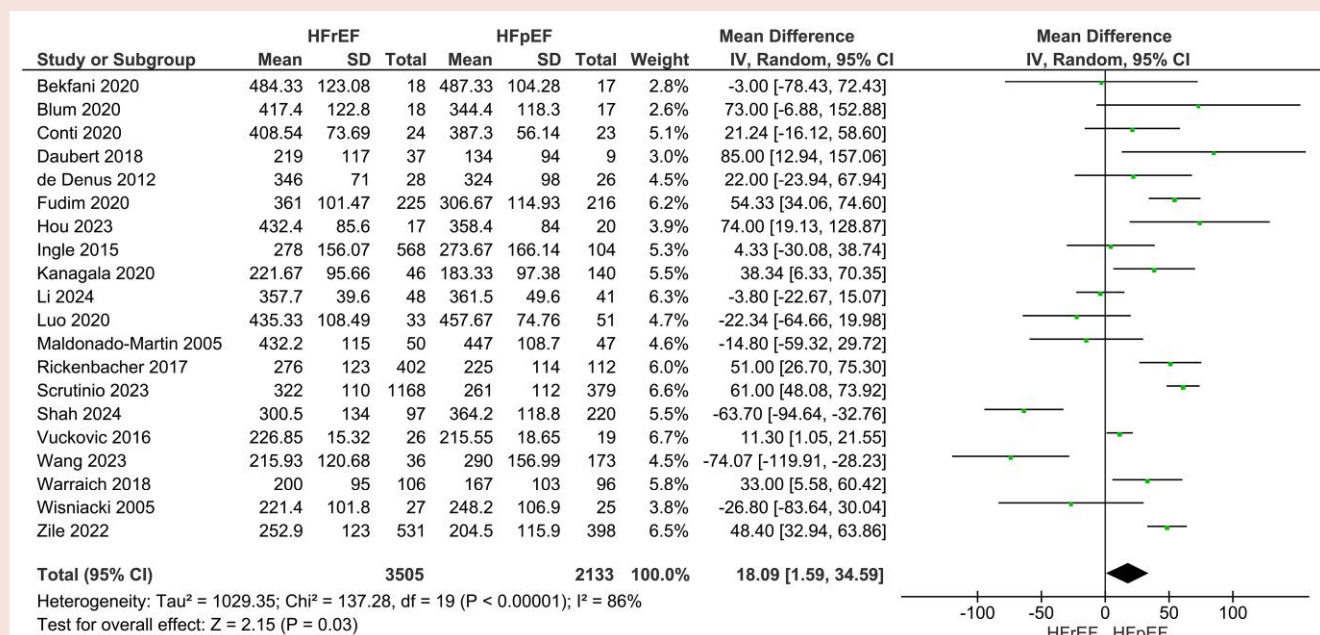 HFrEF HFpEF Mean Difference Mean Difference
Study or Subgroup Mean SD Total Mean SD Total Weight IV, Random, 95% CI IV, Random, 95% CI
Bekfani 2020 484.33 123.08 18 487.33 104.28 17 2.8% -3.00 [-78.43, 72.43]
Blum 2020 417.4 122.8 18 344.4 118.3 17 2.6% 73.00 [-6.88, 152.88]
Conti 2020 408.54 73.69 24 387.3 56.14 23 5.1% 21.24 [-16.12, 58.60]
Daubert 2018 219 117 37 134 94 9 3.0% 85.00 [12.94, 157.06]
de Denus 2012 346 71 28 324 98 26 4.5% 22.00 [-23.94, 67.94]
Fudim 2020 361 101.47 225 306.67 114.93 216 6.2% 54.33 [34.06, 74.60]
Hou 2023 432.4 85.6 17 358.4 84 20 3.9% 74.00 [19.13, 128.87]
Ingle 2015 278 156.07 568 273.67 166.14 104 5.3% 4.33 [-30.08, 38.74]
Kanagala 2020 221.67 95.66 46 183.33 97.38 140 5.5% 38.34 [6.33, 70.35]
Li 2024 357.7 39.6 48 361.5 49.6 41 6.3% -3.80 [-22.67, 15.07]
Luo 2020 435.33 108.49 33 457.67 74.76 51 4.7% -22.34 [-64.66, 19.98]
Maldonado-Martin 2005 432.2 115 50 447 108.7 47 4.6% -14.80 [-59.32, 29.72]
Rickenbacher 2017 276 123 402 225 114 112 6.0% 51.00 [26.70, 75.30]
Scrutinio 2023 322 110 1168 261 112 379 6.6% 61.00 [48.08, 73.92]
Shah 2024 300.5 134 97 364.2 118.8 220 5.5% -63.70 [-94.64, -32.76]
Vuckovic 2016 226.85 15.32 26 215.55 18.65 19 6.7% 11.30 [1.05, 21.55]
Wang 2023 215.93 120.68 36 290 156.99 173 4.5% -74.07 [-119.91, -28.23]
Warraich 2018 200 95 106 167 103 96 5.8% 33.00 [5.58, 60.42]
Wisniacki 2005 221.4 101.8 27 248.2 106.9 25 3.8% -26.80 [-83.64, 30.04]
Zile 2022 252.9 123 531 204.5 115.9 398 6.5% 48.40 [32.94, 63.86]
Total (95% CI) 3505 2133 100.0% 18.09 [1.59, 34.59]
Heterogeneity: Tau² = 1029.35; Chi² = 137.28, df = 19 (P < 0.00001); I² = 86%
Test for overall effect: Z = 2.15 (P = 0.03)
-100 -50 0 50 100
HFrEF HFpEF